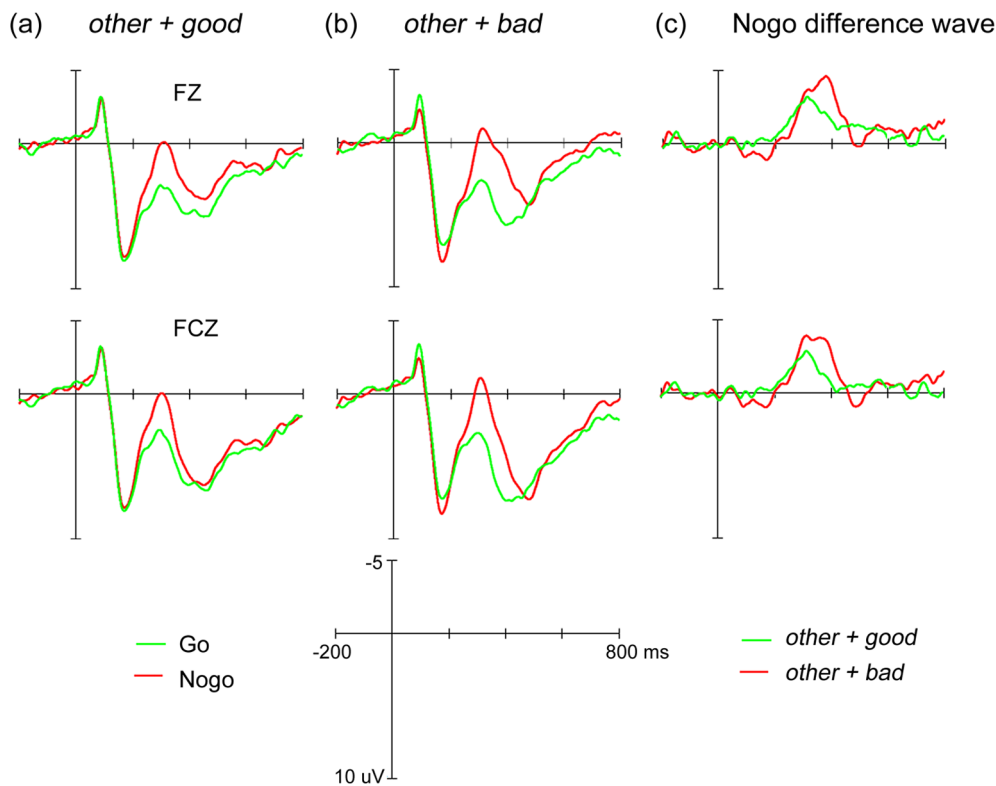 (a) other + good (b) other + bad (c) Nogo difference wave
FZ
FCZ
-5
Go
Nogo
-200 800 ms
other + good
other + bad
10 uV